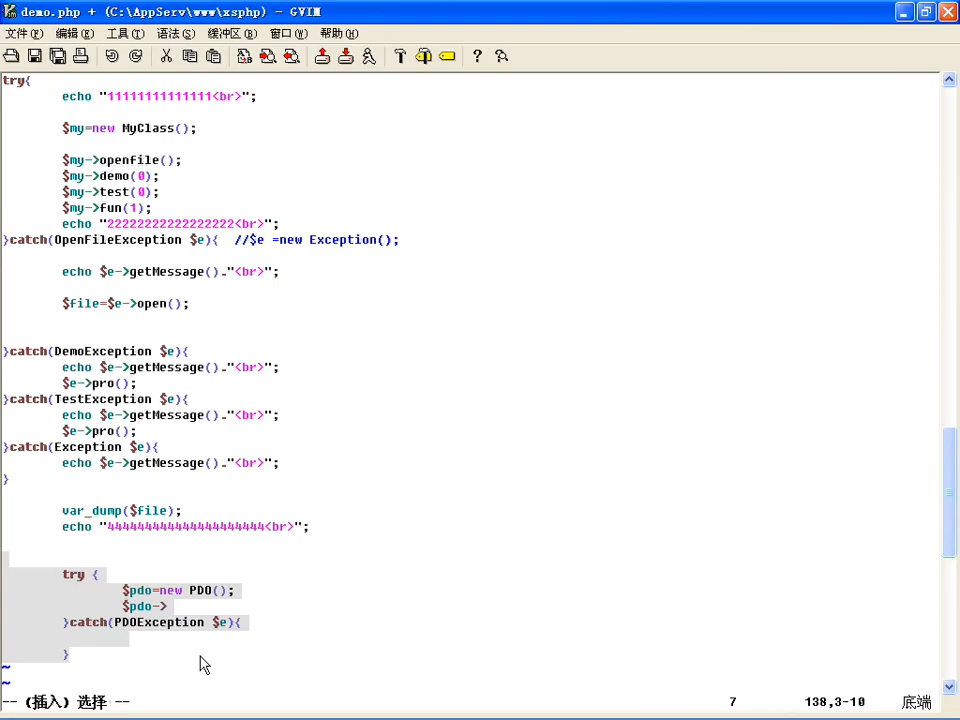 demo.php + (C:\AppServ\www\xsphp) - GVIM
文件(F) 编辑(E) 工具(T) 语法(S) 缓冲区(B) 窗口(W) 帮助(H)
try{
echo "11111111111111<br>";
$my=new MyClass();
$my->openfile();
$my->demo(0);
$my->test(0);
$my->fun(1);
echo "22222222222222222<br>";
}catch(OpenFileException $e){ //$e =new Exception();
echo $e->getMessage()."<br>";
$file=$e->open();
}catch(DemoException $e){
echo $e->getMessage()."<br>";
$e->pro();
}catch(TestException $e){
echo $e->getMessage()."<br>";
$e->pro();
}catch(Exception $e){
echo $e->getMessage()."<br>";
}
var_dump($file);
echo "444444444444444444444<br>";
try {
$pdo=new PDO();
$pdo->
}catch(PDOException $e){
}
~
~
-- (插入) 选择 -- 7 138,3-10 底端